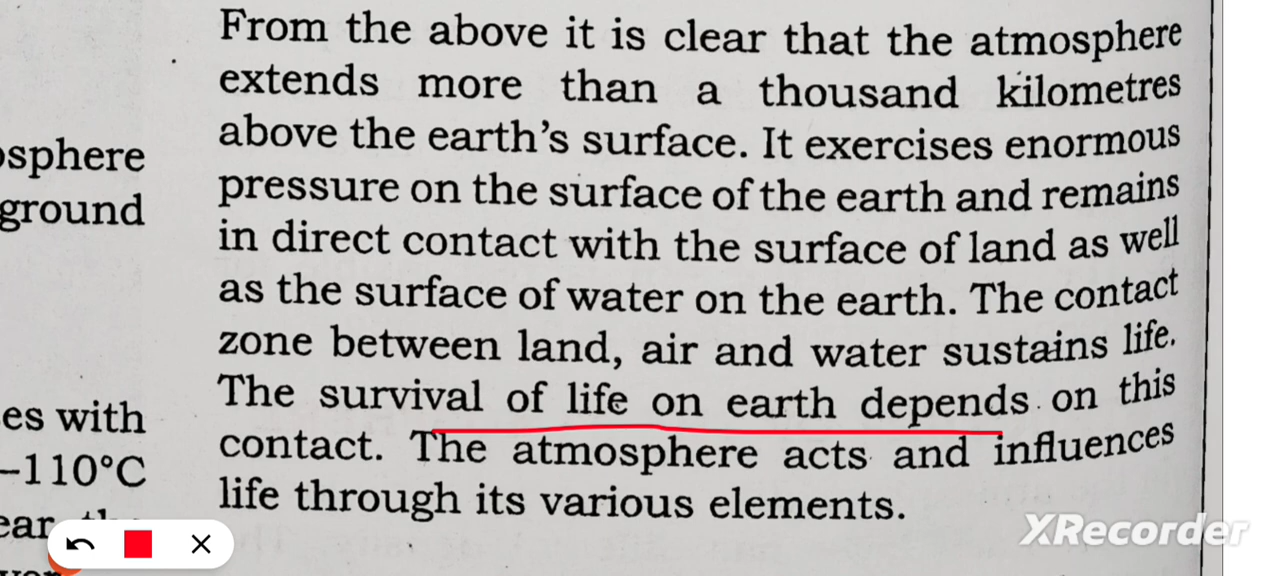 From the above it is clear that the atmosphere
extends more than a thousand kilometres
above the earth's surface. It exercises enormous
pressure on the surface of the earth and remains
in direct contact with the surface of land as well
as the surface of water on the earth. The contact
zone between land, air and water sustains life.
The survival of life on earth depends on this
contact. The atmosphere acts and influences
life through its various elements.
ground
es with
–110°C
XRecorder